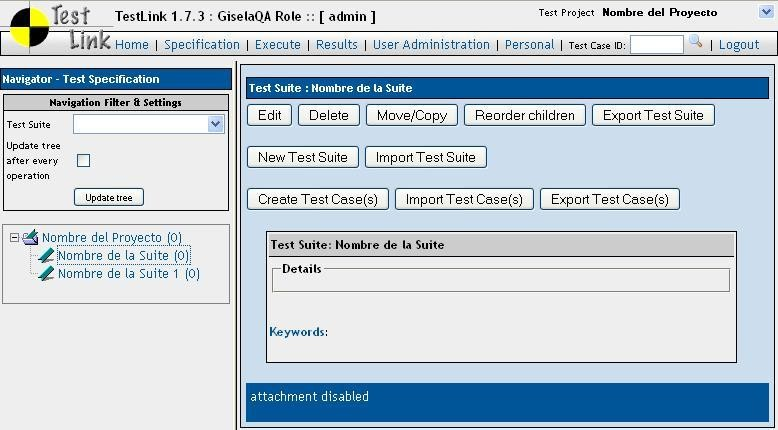 Test Link
TestLink 1.7.3 : GiselaQA Role :: [ admin ]
Test Project Nombre del Proyecto
Home | Specification | Execute | Results | User Administration | Personal | Test Case ID: | Logout
Navigator - Test Specification
Navigation Filter & Settings
Test Suite
Update tree
after every
operation
Update tree
Nombre del Proyecto (0)
Nombre de la Suite (0)
Nombre de la Suite 1 (0)
Test Suite : Nombre de la Suite
Edit Delete Move/Copy Reorder children Export Test Suite
New Test Suite Import Test Suite
Create Test Case(s) Import Test Case(s) Export Test Case(s)
Test Suite: Nombre de la Suite
Details
Keywords:
attachment disabled